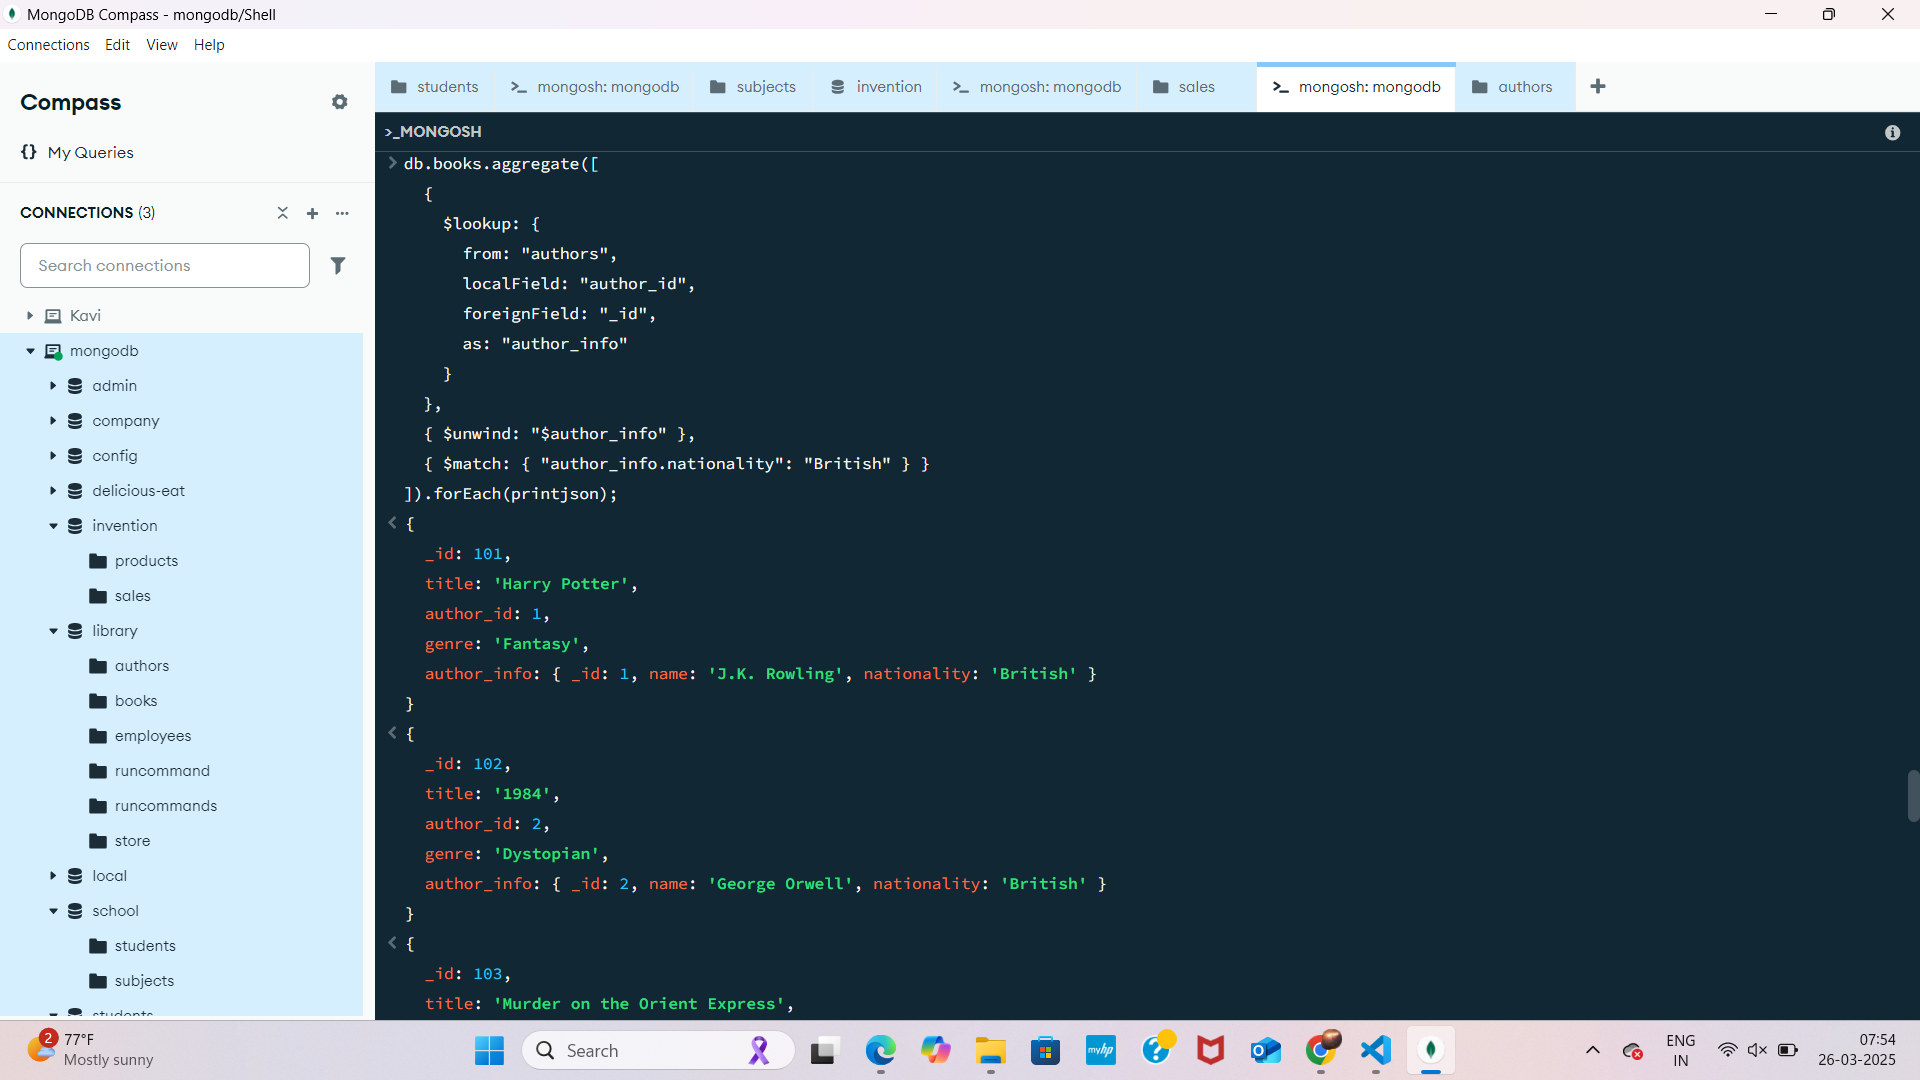 MongoDB Compass - mongodb/Shell
Connections Edit View Help
Compass
{} My Queries
CONNECTIONS (3)
Search connections
Kavi
mongodb
admin
company
config
delicious-eat
invention
products
sales
library
authors
books
employees
runcommand
runcommands
store
local
school
students
subjects
students
students mongosh: mongodb subjects invention mongosh: mongodb sales mongosh: mongodb authors +
>_MONGOSH
> db.books.aggregate([
{
$lookup: {
from: "authors",
localField: "author_id",
foreignField: "_id",
as: "author_info"
}
},
{ $unwind: "$author_info" },
{ $match: { "author_info.nationality": "British" } }
]).forEach(printjson);
< {
_id: 101,
title: 'Harry Potter',
author_id: 1,
genre: 'Fantasy',
author_info: { _id: 1, name: 'J.K. Rowling', nationality: 'British' }
}
< {
_id: 102,
title: '1984',
author_id: 2,
genre: 'Dystopian',
author_info: { _id: 2, name: 'George Orwell', nationality: 'British' }
}
< {
_id: 103,
title: 'Murder on the Orient Express',
2
77°F
Mostly sunny
Search
myhp
ENG
IN
07:54
26-03-2025